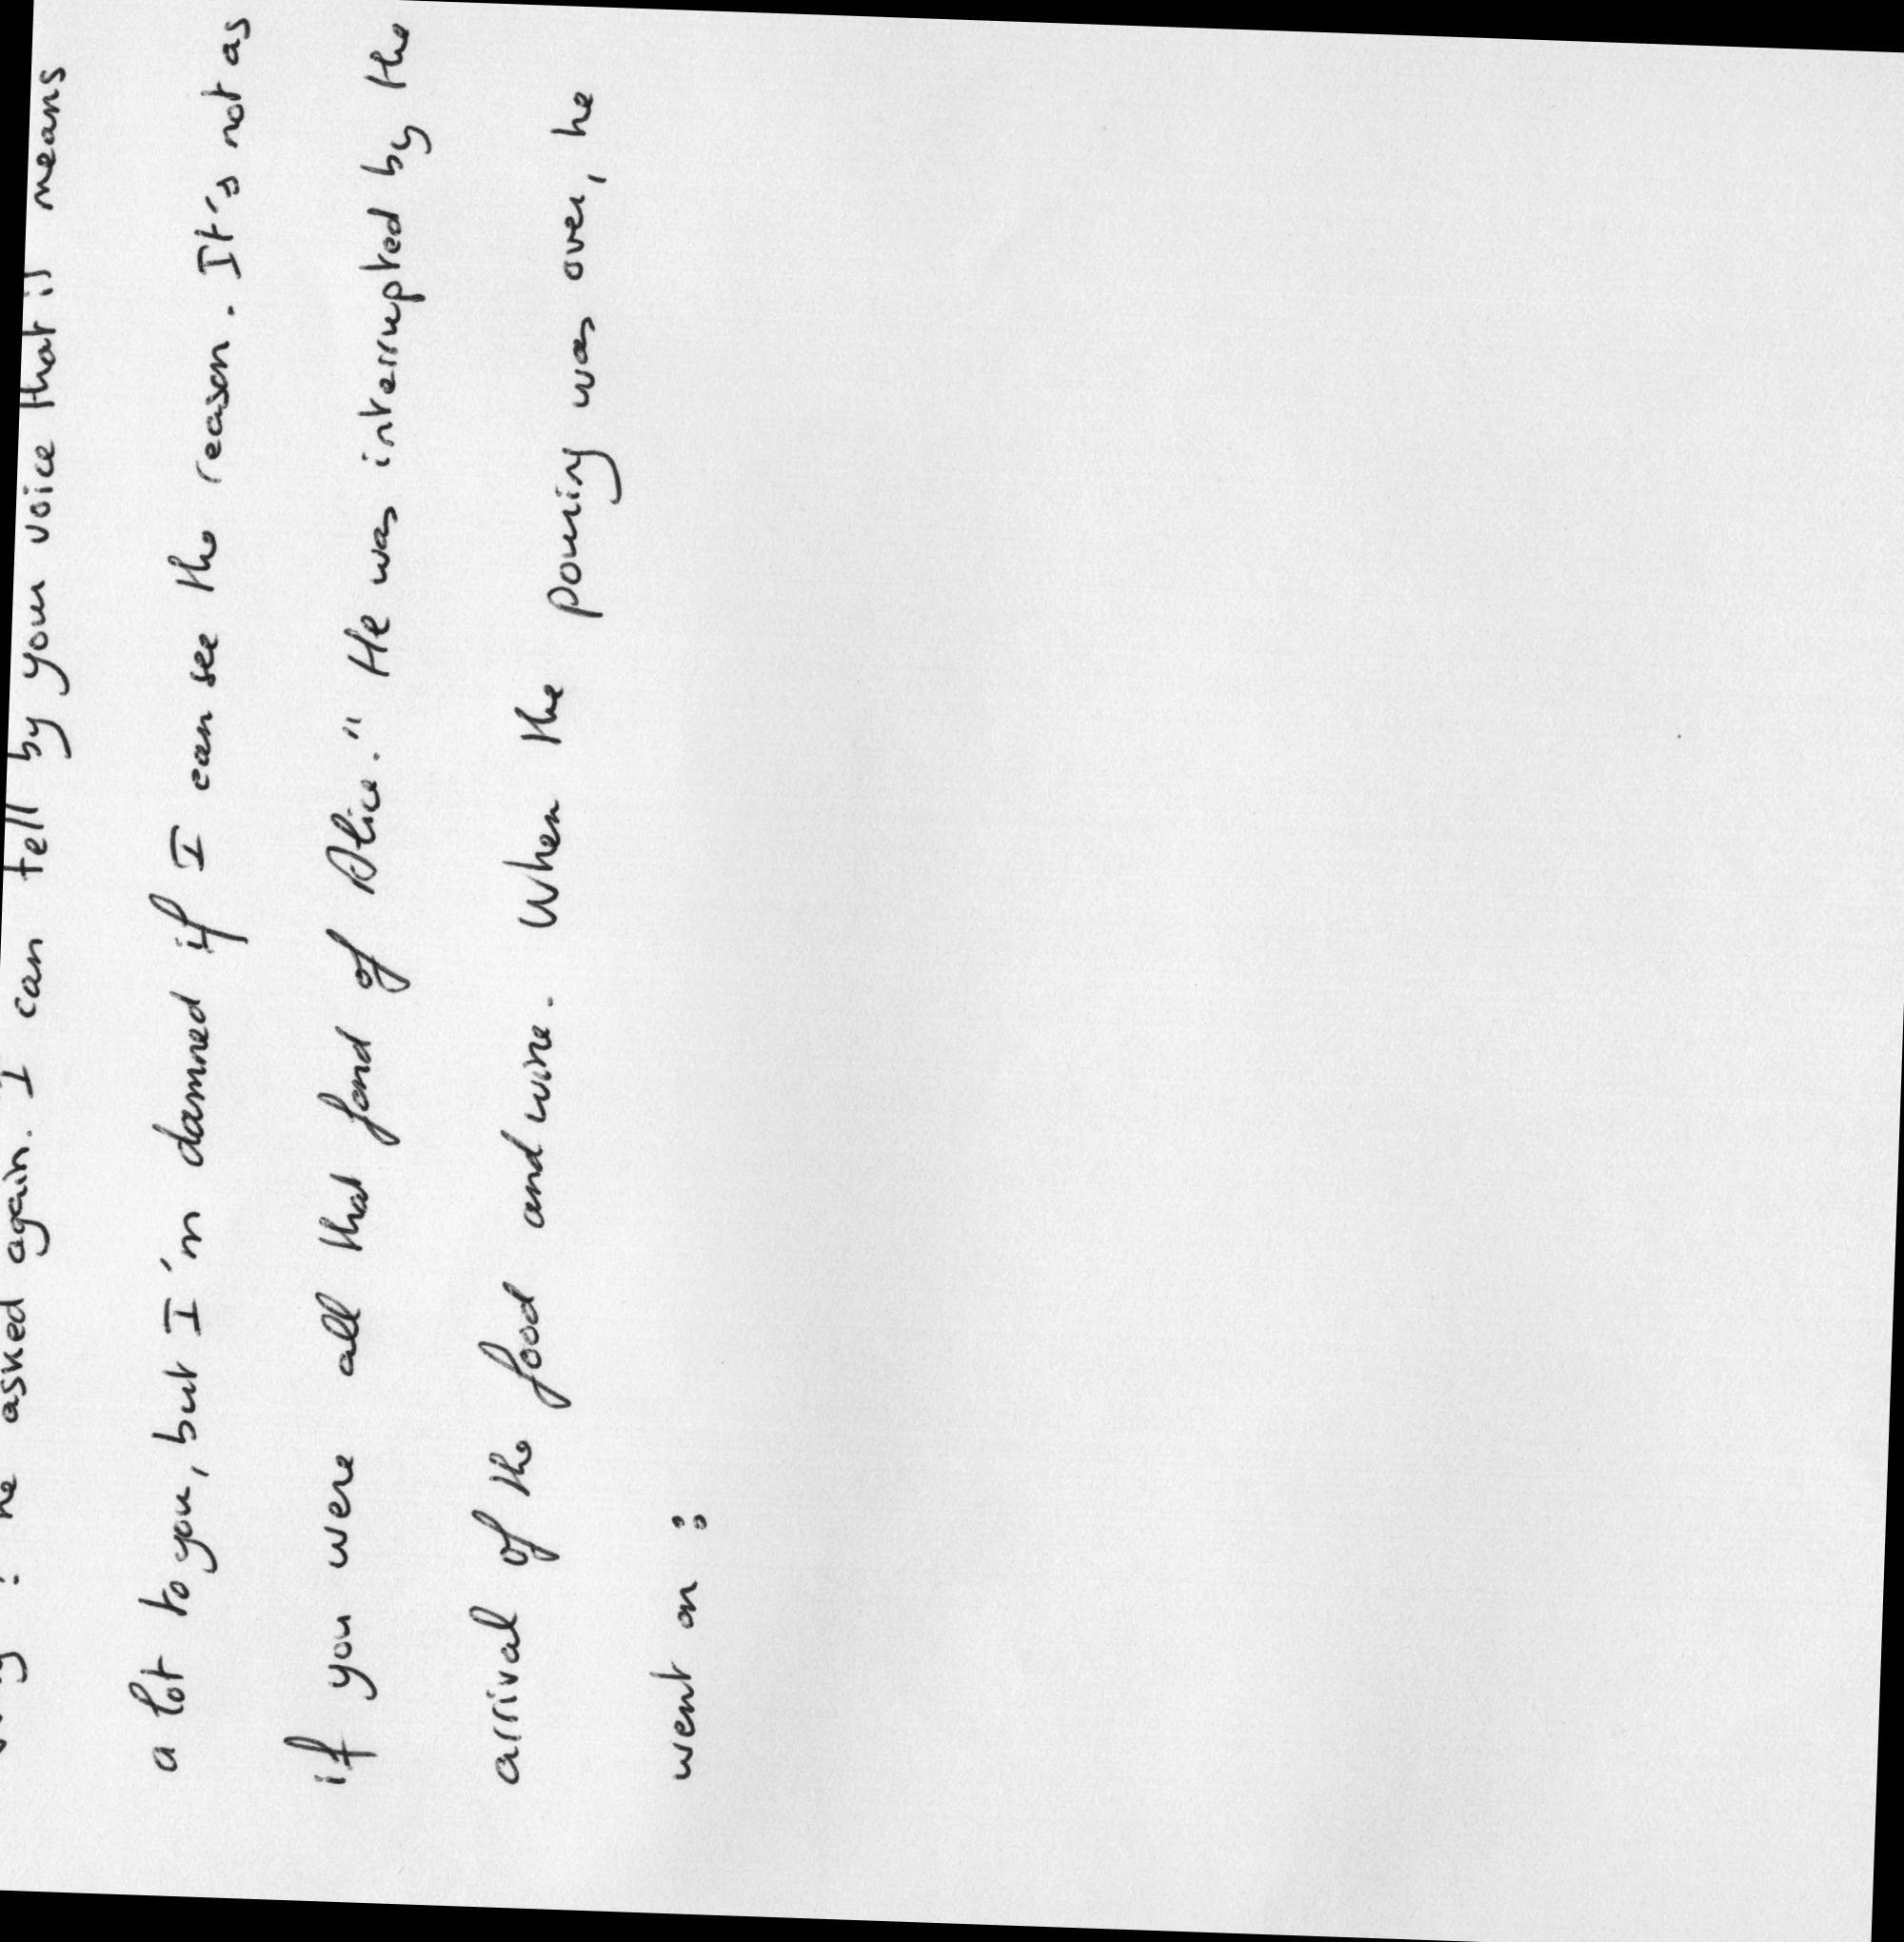 he asked again. I can tell by your voice that it means
a lot to you, but I'm damned if I can see the reason. It's not as
if you were all that fond of Alice." He was interrupted by the
arrival of the food and wine. When the pouring was over, he
went on :